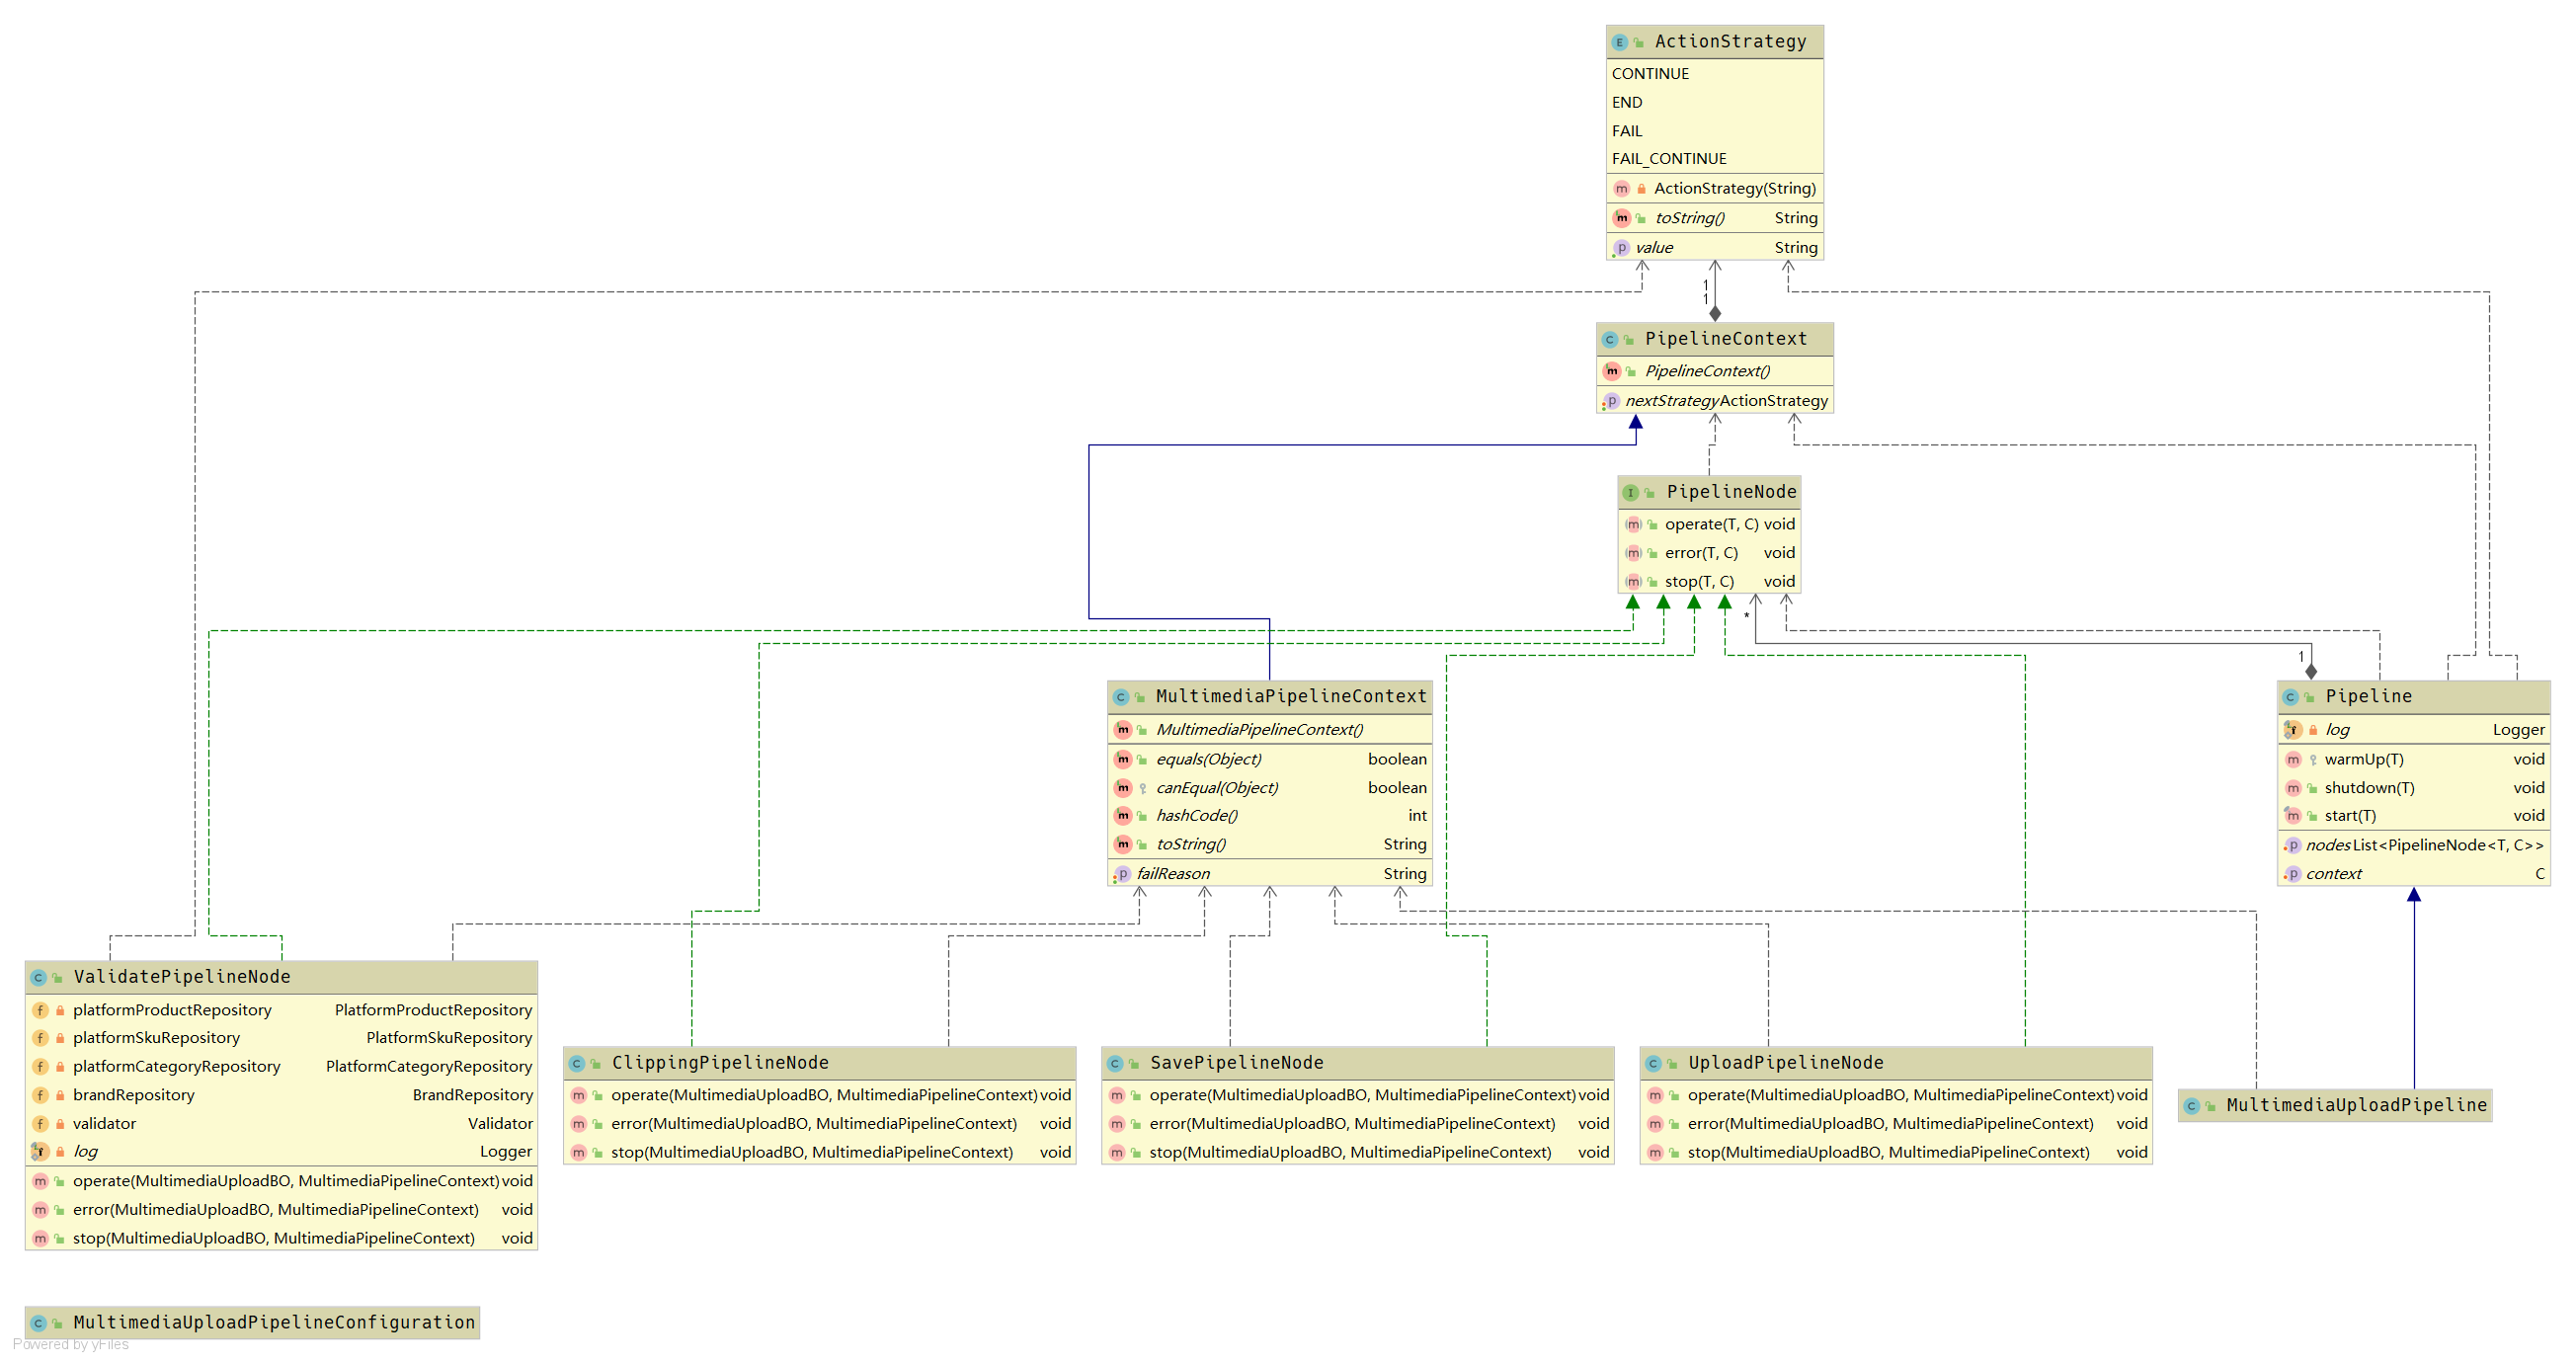 ActionStrategy
CONTINUE
END
FAIL
FAIL_CONTINUE
ActionStrategy(String)
toString() String
value String
1
1
PipelineContext
PipelineContext()
nextStrategy ActionStrategy
PipelineNode
operate(T, C) void
error(T, C) void
stop(T, C) void
*
1
MultimediaPipelineContext
MultimediaPipelineContext()
equals(Object) boolean
canEqual(Object) boolean
hashCode() int
toString() String
failReason String
Pipeline
log Logger
warmUp(T) void
shutdown(T) void
start(T) void
nodes List<PipelineNode<T, C>>
context C
ValidatePipelineNode
platformProductRepository PlatformProductRepository
platformSkuRepository PlatformSkuRepository
platformCategoryRepository PlatformCategoryRepository
brandRepository BrandRepository
validator Validator
log Logger
operate(MultimediaUploadBO, MultimediaPipelineContext) void
error(MultimediaUploadBO, MultimediaPipelineContext) void
stop(MultimediaUploadBO, MultimediaPipelineContext) void
ClippingPipelineNode
operate(MultimediaUploadBO, MultimediaPipelineContext) void
error(MultimediaUploadBO, MultimediaPipelineContext) void
stop(MultimediaUploadBO, MultimediaPipelineContext) void
SavePipelineNode
operate(MultimediaUploadBO, MultimediaPipelineContext) void
error(MultimediaUploadBO, MultimediaPipelineContext) void
stop(MultimediaUploadBO, MultimediaPipelineContext) void
UploadPipelineNode
operate(MultimediaUploadBO, MultimediaPipelineContext) void
error(MultimediaUploadBO, MultimediaPipelineContext) void
stop(MultimediaUploadBO, MultimediaPipelineContext) void
MultimediaUploadPipeline
MultimediaUploadPipelineConfiguration
Powered by yFiles